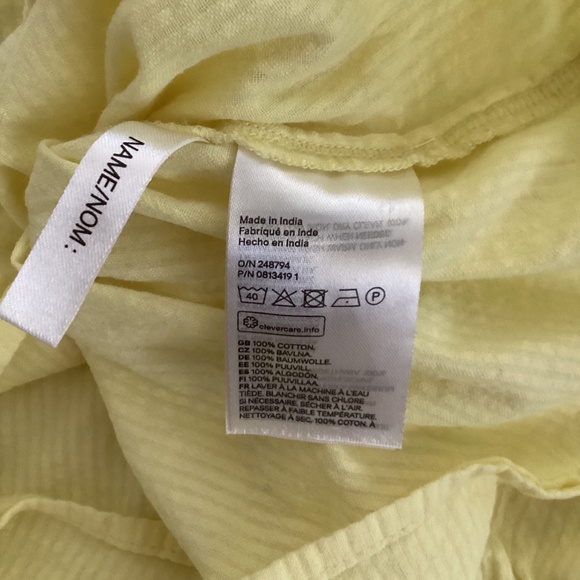 NAME/NOM :
Made in India
Fabriqué en Inde
Hecho en India
O/N 248794
P/N 0813419 1
40
P
clevercare.info
GB 100% COTTON.
CZ 100% BAVLNA.
DE 100% BAUMWOLLE.
EE 100% PUUVILL.
ES 100% ALGODÓN.
FI 100% PUUVILLAA.
FR LAVER À LA MACHINE À L'EAU
TIÈDE. BLANCHIR SANS CHLORE
SI NÉCESSAIRE. SÉCHER À L'AIR.
REPASSER À FAIBLE TEMPÉRATURE.
NETTOYAGE À SEC. 100% COTON. À